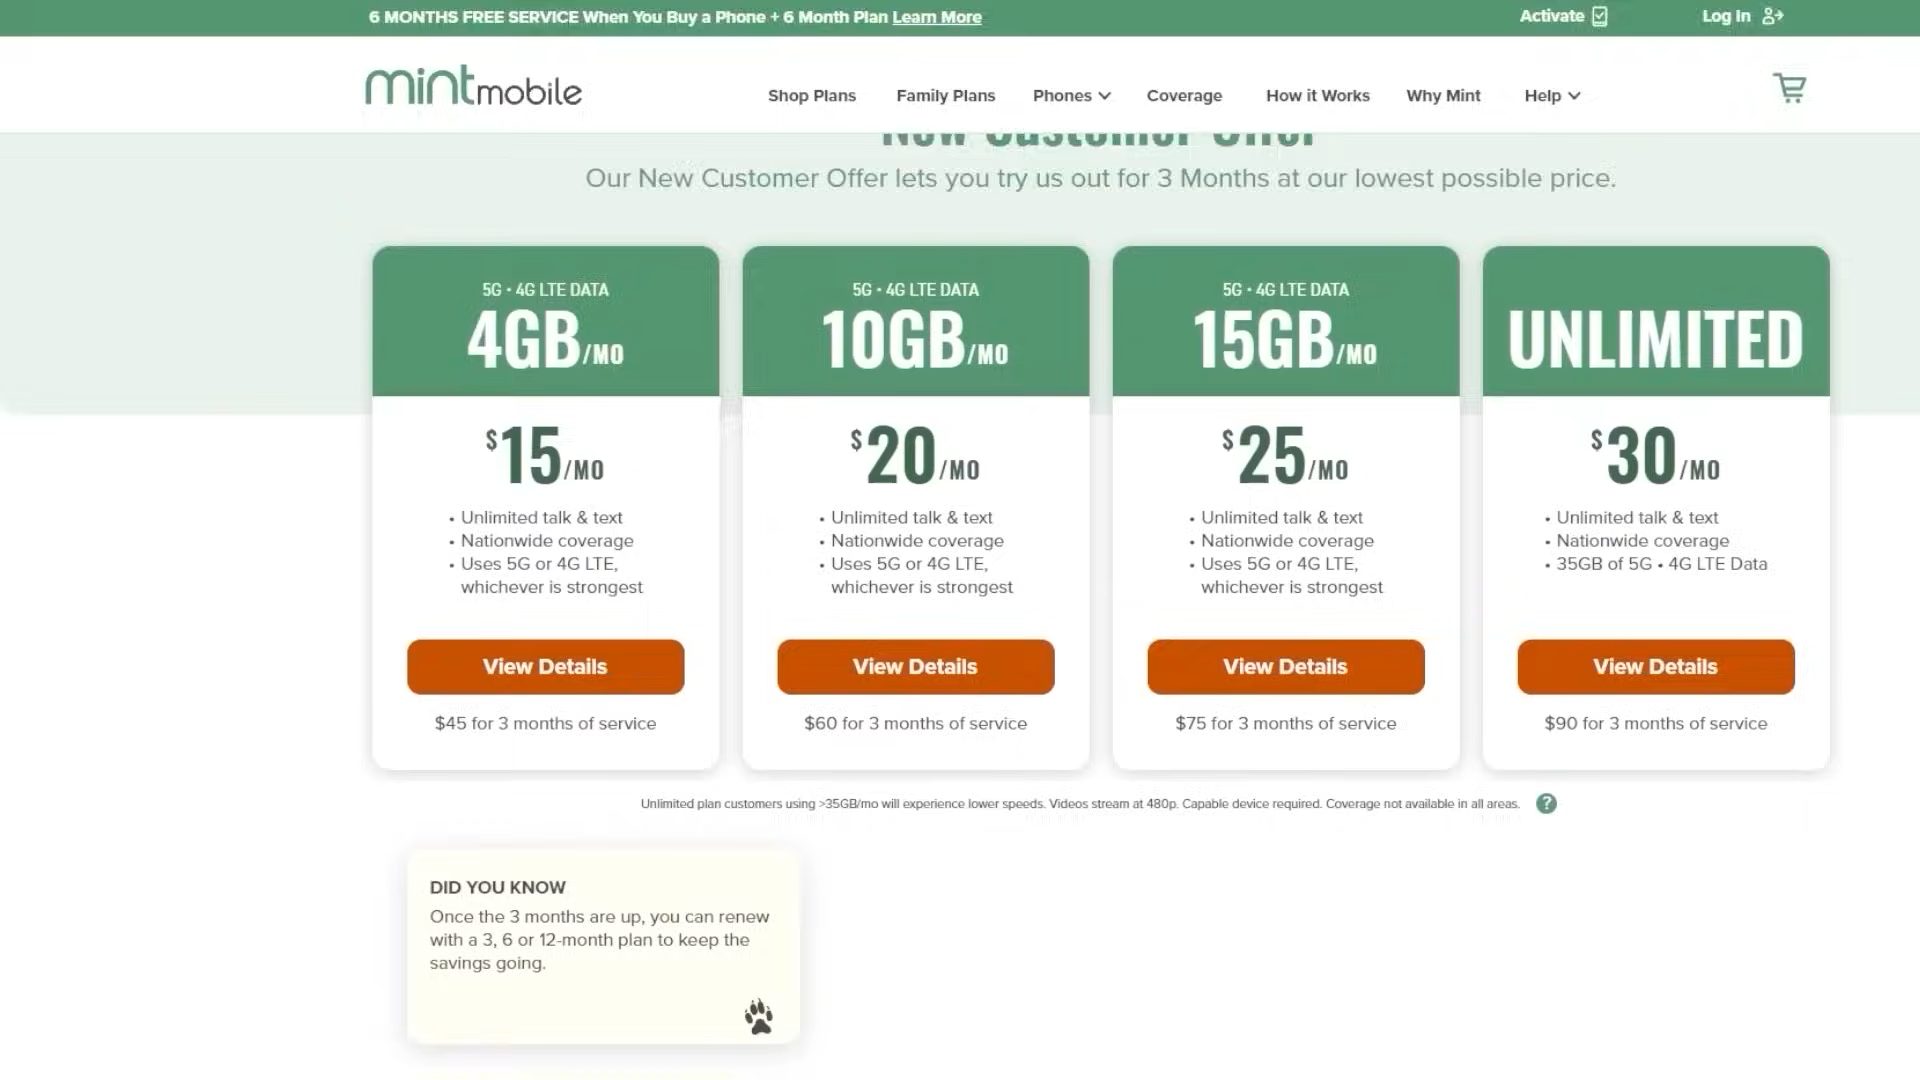 6 MONTHS FREE SERVICE When You Buy a Phone + 6 Month Plan Learn More
Activate
Log In
mintmobile
Shop Plans
Family Plans
Phones
Coverage
How it Works
Why Mint
Help
New Customer Offer
Our New Customer Offer lets you try us out for 3 Months at our lowest possible price.
5G • 4G LTE DATA
4GB/MO
$15/MO
• Unlimited talk & text
• Nationwide coverage
• Uses 5G or 4G LTE,
whichever is strongest
View Details
$45 for 3 months of service
5G • 4G LTE DATA
10GB/MO
$20/MO
• Unlimited talk & text
• Nationwide coverage
• Uses 5G or 4G LTE,
whichever is strongest
View Details
$60 for 3 months of service
5G • 4G LTE DATA
15GB/MO
$25/MO
• Unlimited talk & text
• Nationwide coverage
• Uses 5G or 4G LTE,
whichever is strongest
View Details
$75 for 3 months of service
UNLIMITED
$30/MO
• Unlimited talk & text
• Nationwide coverage
• 35GB of 5G • 4G LTE Data
View Details
$90 for 3 months of service
Unlimited plan customers using >35GB/mo will experience lower speeds. Videos stream at 480p. Capable device required. Coverage not available in all areas. ?
DID YOU KNOW
Once the 3 months are up, you can renew
with a 3, 6 or 12-month plan to keep the
savings going.